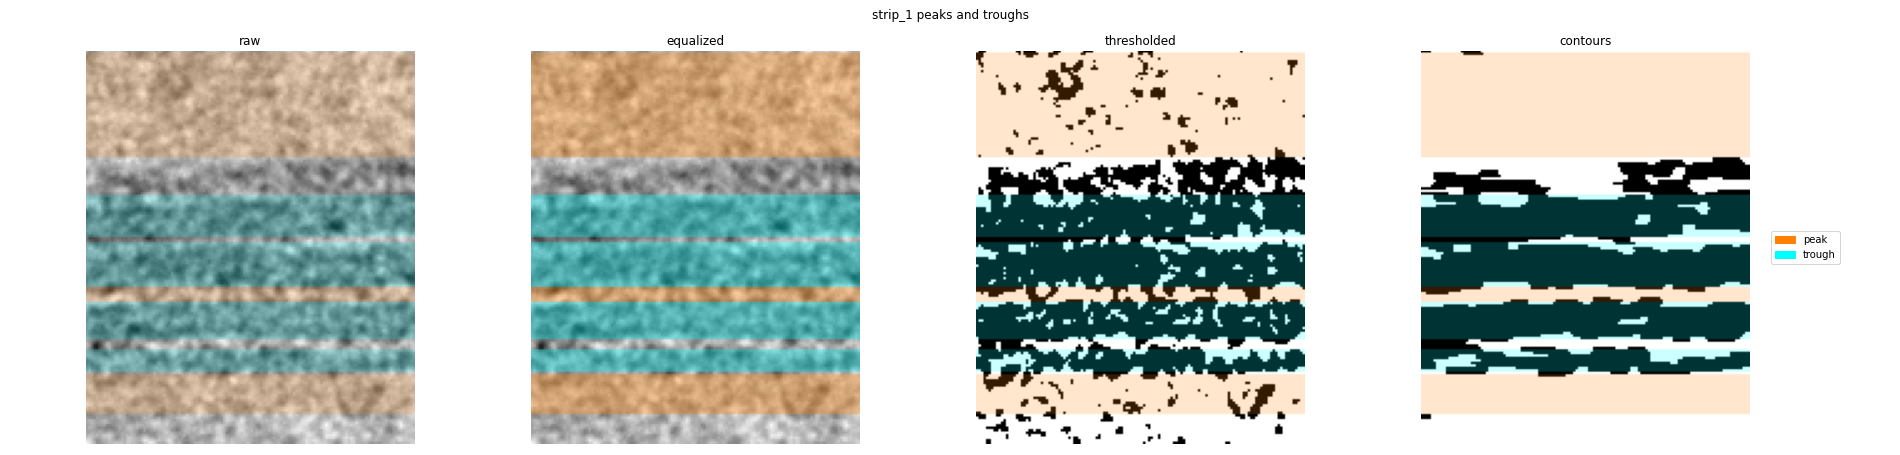 strip_1 peaks and troughs
raw
equalized
thresholded
contours
peak
trough